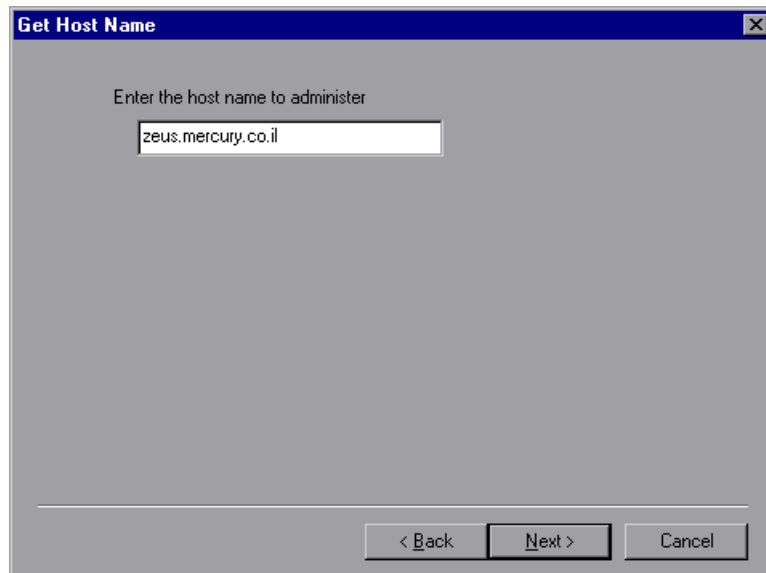 Get Host Name
Enter the host name to administer
zeus.mercury.co.il
< Back
Next >
Cancel